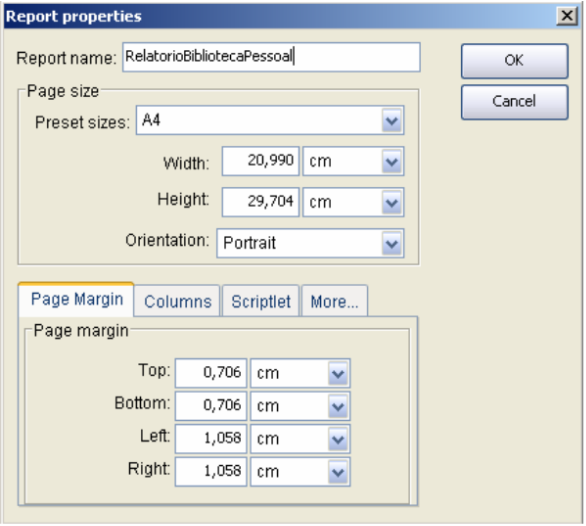 Report properties
Report name: RelatorioBibliotecaPessoal
OK
Cancel
Page size
Preset sizes: A4
Width: 20,990 cm
Height: 29,704 cm
Orientation: Portrait
Page Margin Columns Scriptlet More...
Page margin
Top: 0,706 cm
Bottom: 0,706 cm
Left: 1,058 cm
Right: 1,058 cm